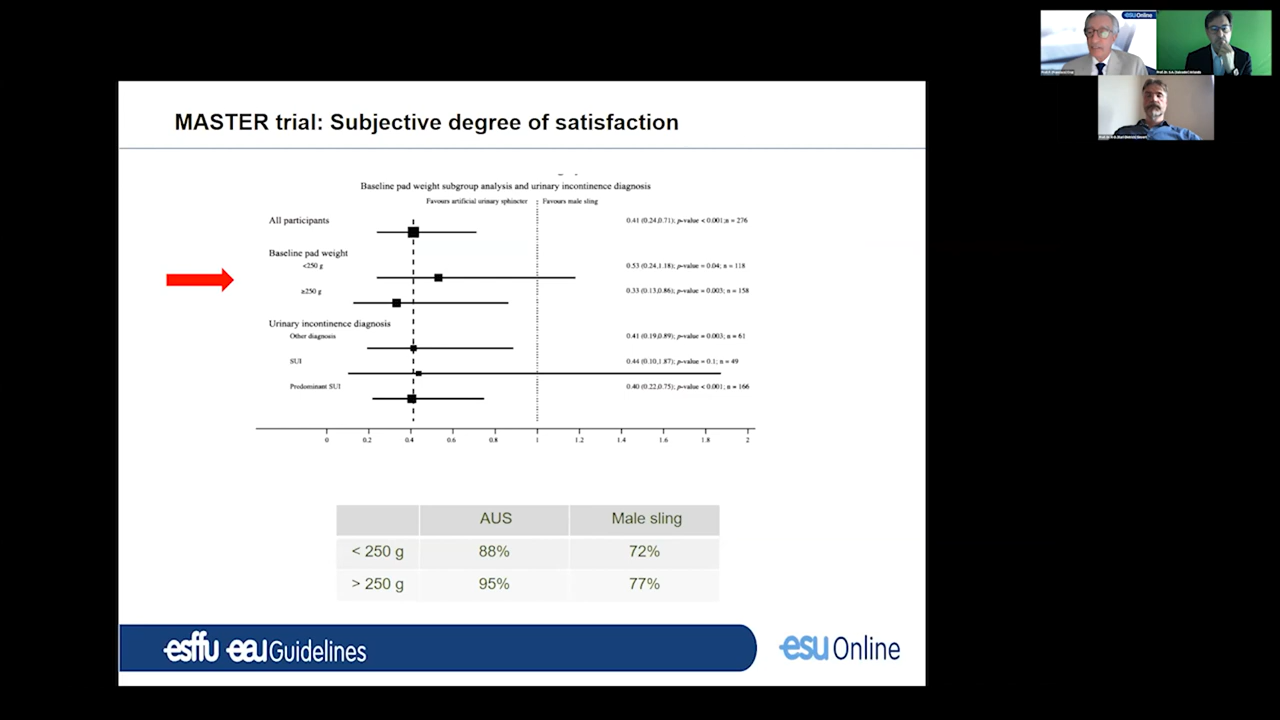 esu Online
MASTER trial: Subjective degree of satisfaction
Baseline pad weight subgroup analysis and urinary incontinence diagnosis
Favours artificial urinary sphincter Favours male sling
All participants 0.41 (0.24,0.71); p-value < 0.001;n = 276
Baseline pad weight
<250 g 0.53 (0.24,1.18); p-value = 0.04; n = 118
≥250 g 0.33 (0.13,0.86); p-value = 0.003; n = 158
Urinary incontinence diagnosis
Other diagnosis 0.41 (0.19,0.89); p-value = 0.003; n = 61
SUI 0.44 (0.10,1.87); p-value = 0.1; n = 49
Predominant SUI 0.40 (0.22,0.75); p-value < 0.001; n = 166
0 0.2 0.4 0.6 0.8 1 1.2 1.4 1.6 1.8 2
AUS Male sling
< 250 g 88% 72%
> 250 g 95% 77%
esffu eau Guidelines
esu Online